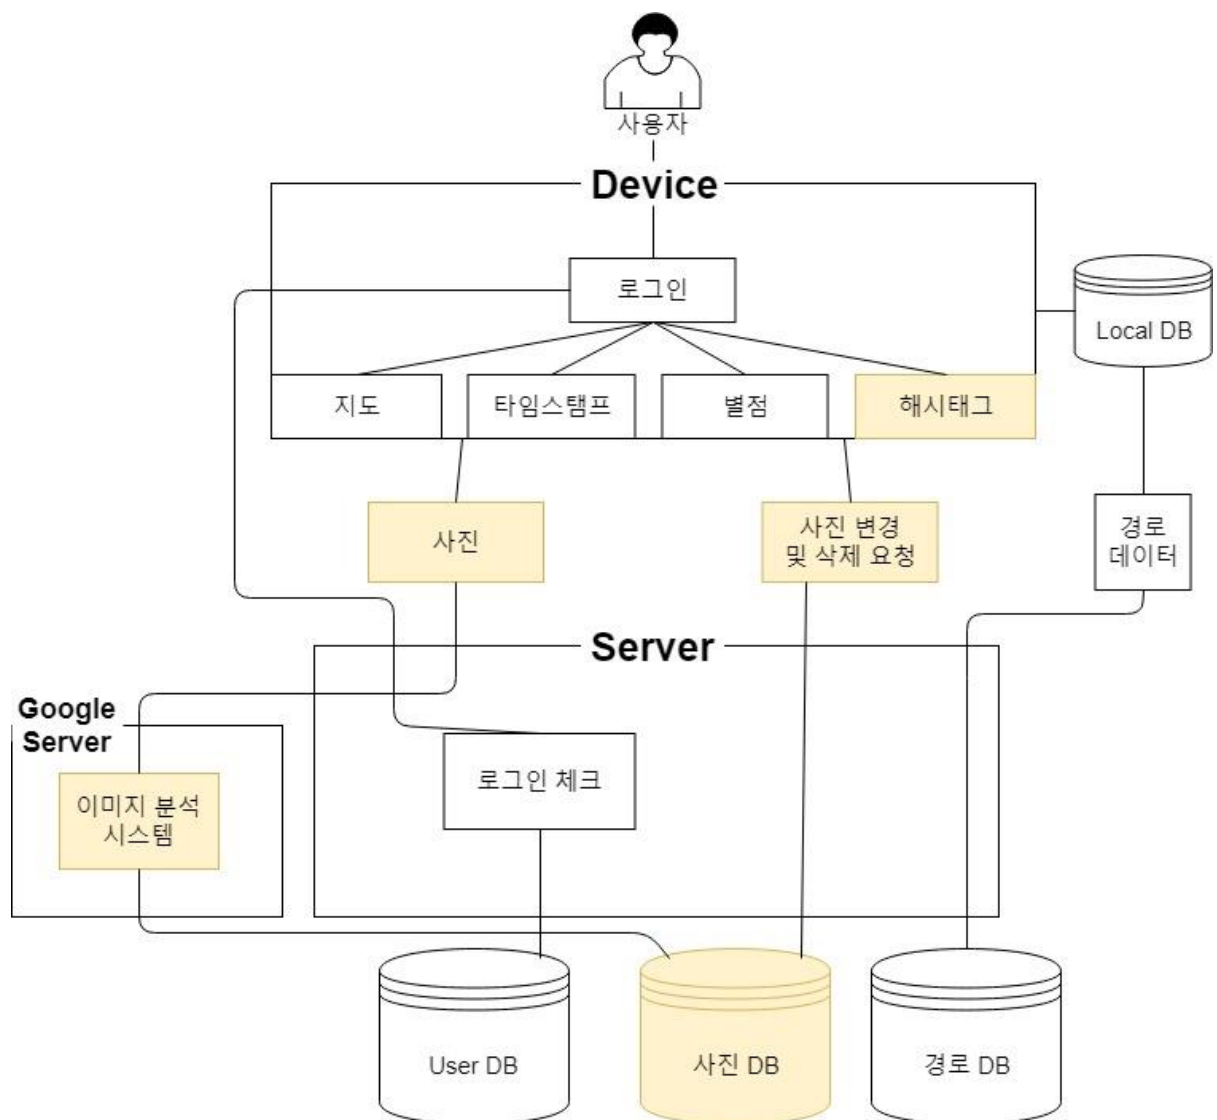 사용자
Device
로그인
Local DB
지도
타임스탬프
별점
해시태그
사진
사진 변경
및 삭제 요청
경로
데이터
Server
Google
Server
로그인 체크
이미지 분석
시스템
User DB
사진 DB
경로 DB